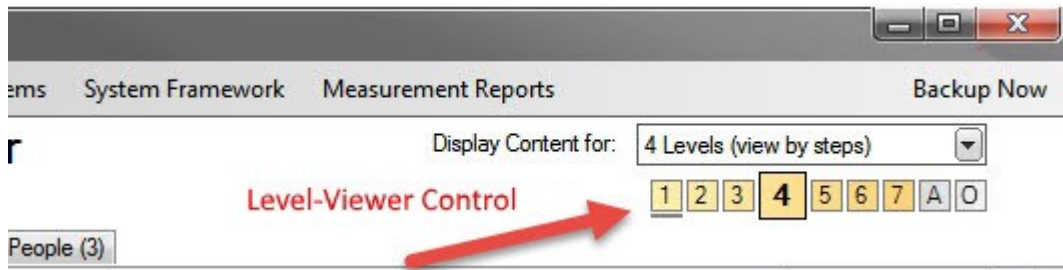 System Framework Measurement Reports Backup Now
Display Content for: 4 Levels (view by steps)
Level-Viewer Control 1 2 3 4 5 6 7 A O
People (3)